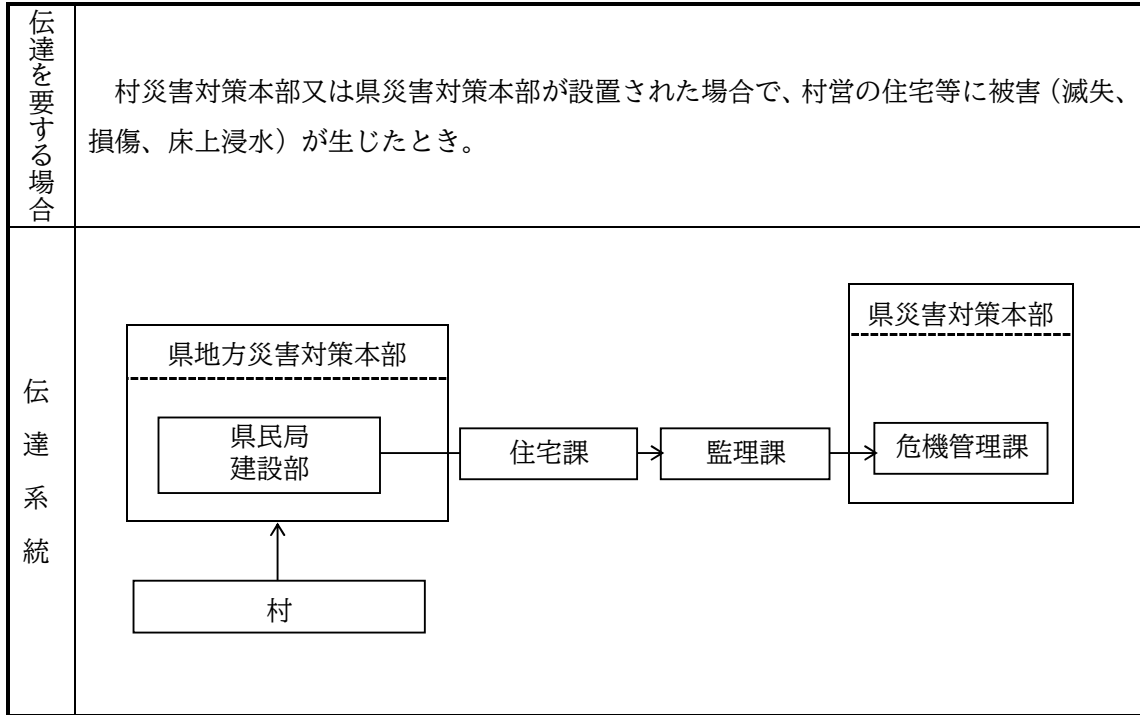 伝達を要する場合
村災害対策本部又は県災害対策本部が設置された場合で、村営の住宅等に被害（滅失、
損傷、床上浸水）が生じたとき。
伝達系統
県災害対策本部
県地方災害対策本部
県民局
建設部
住宅課
監理課
危機管理課
村